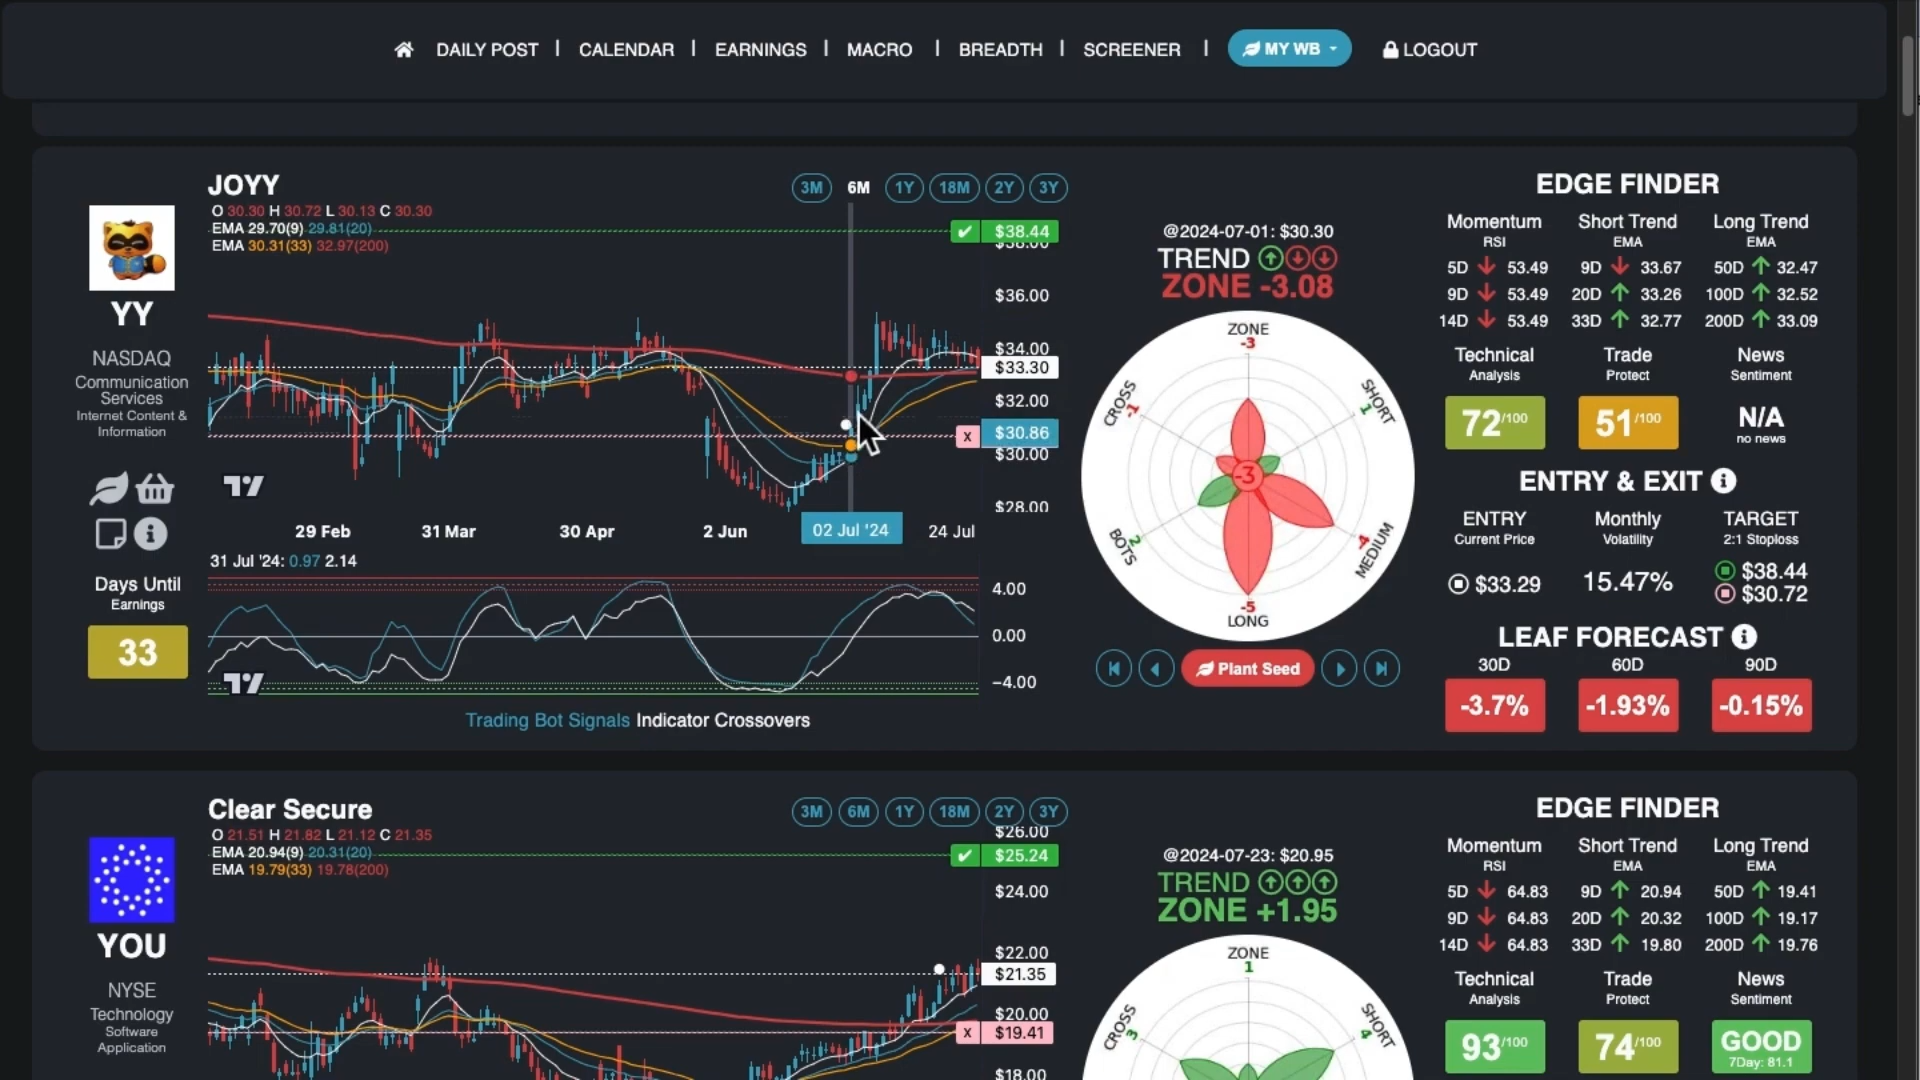 DAILY POST | CALENDAR | EARNINGS | MACRO | BREADTH | SCREENER | MY WB LOGOUT
JOYY
3M 6M 1Y 18M 2Y 3Y
O 30.30 H 30.72 L 30.13 C 30.30
EMA 29.70(9) 29.81(20)
EMA 30.31(33) 32.97(200)
YY
NASDAQ
Communication
Services
Internet Content &
Information
Days Until
Earnings
33
✔ $38.44
$38.00
$36.00
$34.00
$33.30
$32.00
x $30.86
$30.00
$28.00
29 Feb 31 Mar 30 Apr 2 Jun 02 Jul '24 24 Jul
31 Jul '24: 0.97 2.14
4.00
0.00
−4.00
Trading Bot Signals Indicator Crossovers
@2024-07-01: $30.30
TREND
ZONE -3.08
ZONE
-3
SHORT
1
MEDIUM
-4
-5
LONG
BOTS
2
CROSS
-1
-3
Plant Seed
EDGE FINDER
Momentum Short Trend Long Trend
RSI EMA EMA
5D 53.49 9D 33.67 50D 32.47
9D 53.49 20D 33.26 100D 32.52
14D 53.49 33D 32.77 200D 33.09
Technical Trade News
Analysis Protect Sentiment
72/100 51/100 N/A
no news
ENTRY & EXIT
ENTRY Monthly TARGET
Current Price Volatility 2:1 Stoploss
$33.29 15.47% $38.44
$30.72
LEAF FORECAST
30D 60D 90D
-3.7% -1.93% -0.15%
Clear Secure
3M 6M 1Y 18M 2Y 3Y
O 21.51 H 21.82 L 21.12 C 21.35
EMA 20.94(9) 20.31(20)
EMA 19.79(33) 19.78(200)
YOU
NYSE
Technology
Software
Application
$26.00
✔ $25.24
$24.00
$22.00
$21.35
$20.00
x $19.41
$18.00
@2024-07-23: $20.95
TREND
ZONE +1.95
ZONE
1
CROSS
3
SHORT
4
EDGE FINDER
Momentum Short Trend Long Trend
RSI EMA EMA
5D 64.83 9D 20.94 50D 19.41
9D 64.83 20D 20.32 100D 19.17
14D 64.83 33D 19.80 200D 19.76
Technical Trade News
Analysis Protect Sentiment
93/100 74/100 GOOD
7Day: 81.1